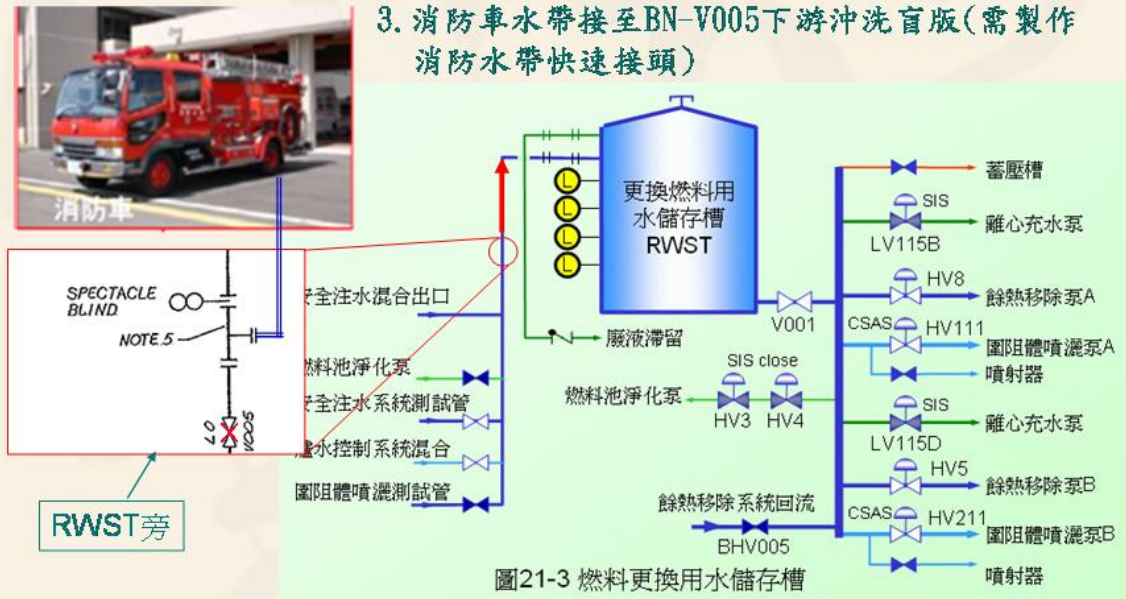 3. 消防車水帶接至BN-V005下游沖洗盲版(需製作
消防水帶快速接頭)
消防車
SPECTACLE
BLIND
NOTE.5
LO
V005
RWST旁
安全注水混合出口
燃料池淨化泵
安全注水系統測試管
爐水控制系統混合
圍阻體噴灑測試管
L
L
L
L
更換燃料用
水儲存槽
RWST
廢液滯留
V001
SIS close
燃料池淨化泵
HV3
HV4
餘熱移除系統回流
BHV005
蓄壓槽
SIS
離心充水泵
LV115B
HV8
餘熱移除泵A
CSAS
HV111
圍阻體噴灑泵A
噴射器
SIS
離心充水泵
LV115D
HV5
餘熱移除泵B
CSAS
HV211
圍阻體噴灑泵B
噴射器
圖21-3 燃料更換用水儲存槽